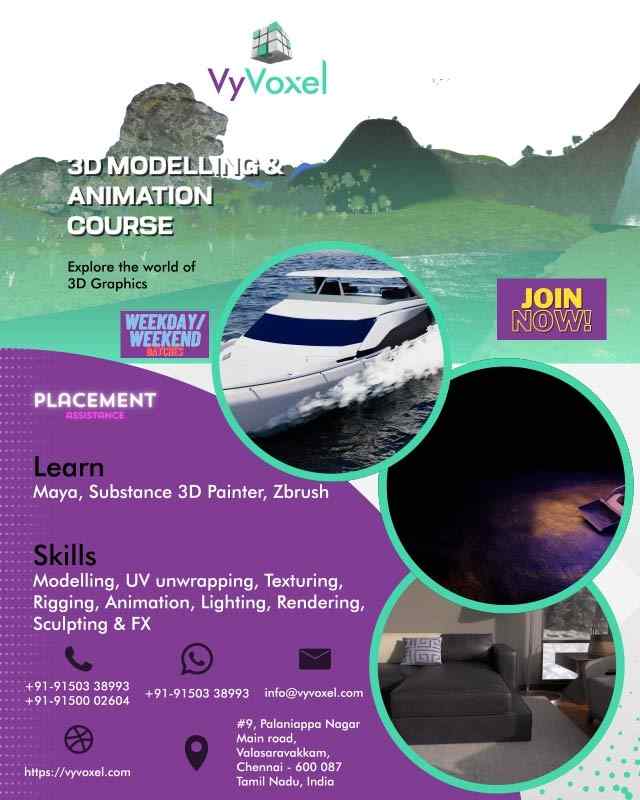 VyVoxel
3D MODELLING &
ANIMATION
COURSE
Explore the world of
3D Graphics
WEEKDAY/
WEEKEND
BATCHES
JOIN
NOW!
PLACEMENT
ASSISTANCE
Learn
Maya, Substance 3D Painter, Zbrush
Skills
Modelling, UV unwrapping, Texturing,
Rigging, Animation, Lighting, Rendering,
Sculpting & FX
+91-91503 38993
+91-91500 02604
+91-91503 38993
info@vyvoxel.com
https://vyvoxel.com
#9, Palaniappa Nagar
Main road,
Valasaravakkam,
Chennai - 600 087
Tamil Nadu, India